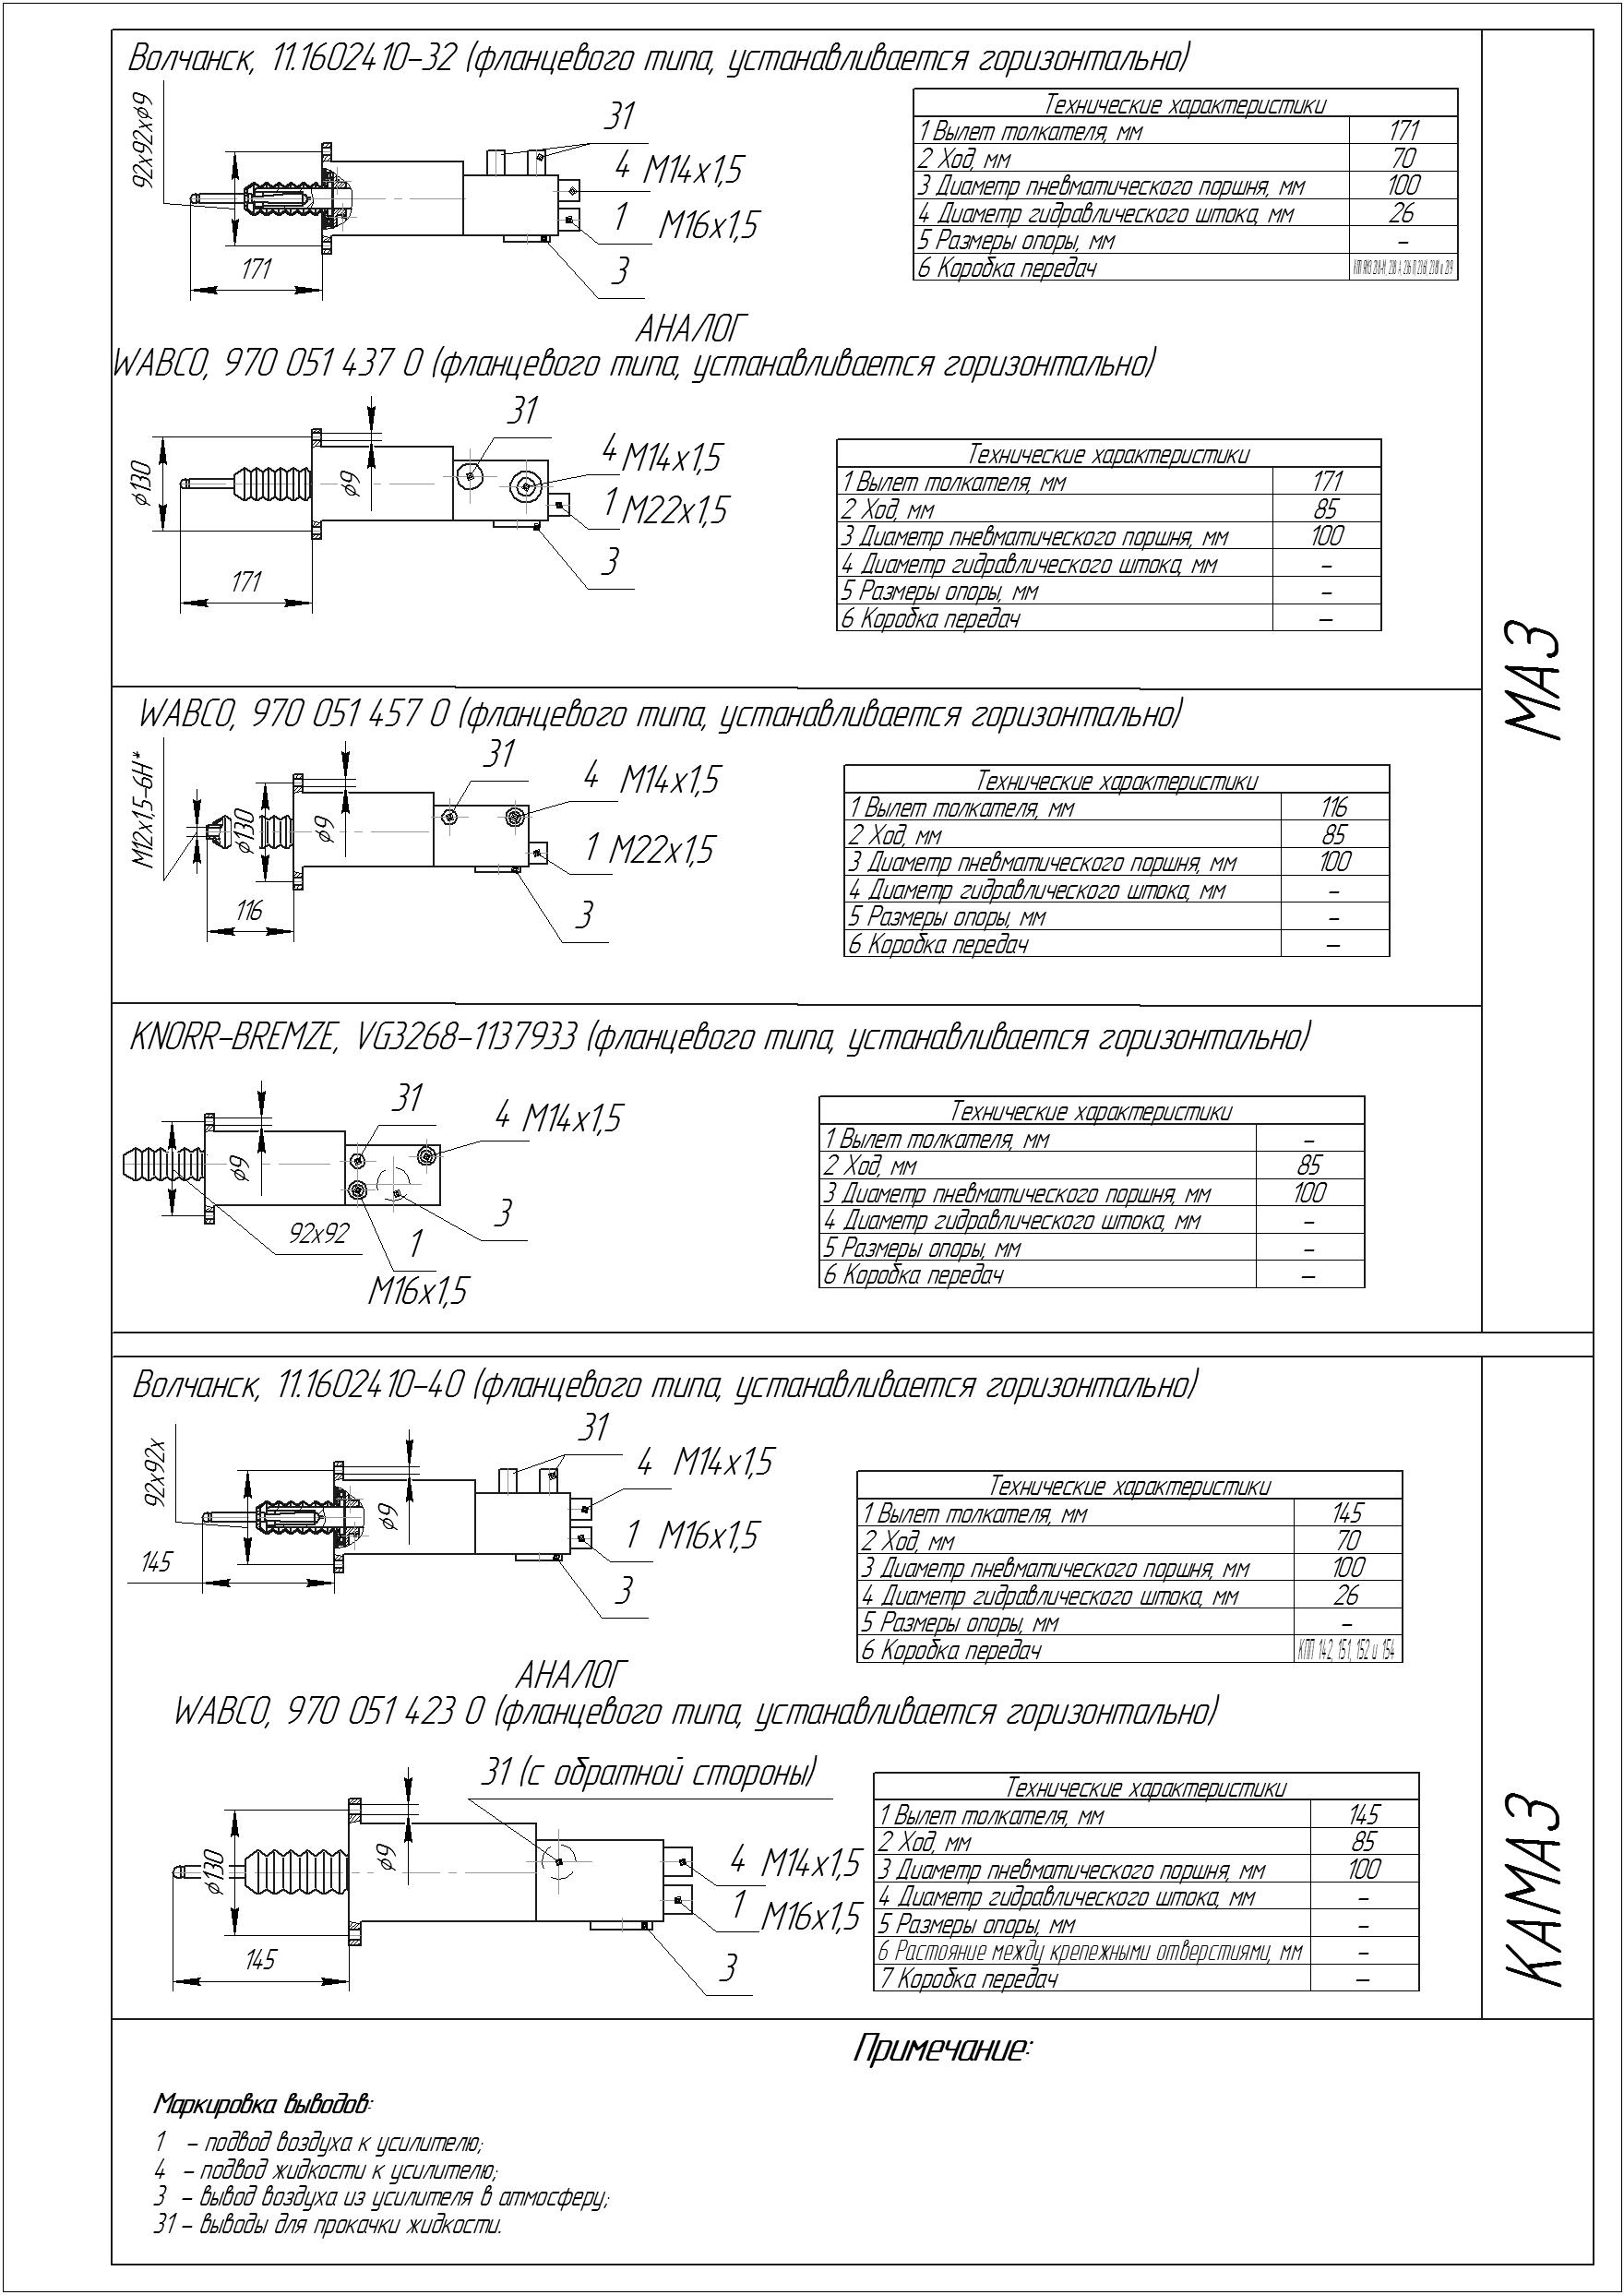 Волчанск, 11.1602410-32 (фланцевого типа, устанавливается горизонтально)
92х92хφ9
31
4 М14х1,5
1 М16х1,5
3
171
Технические характеристики
1 Вылет толкателя, мм 171
2 Ход, мм 70
3 Диаметр пневматического поршня, мм 100
4 Диаметр гидравлического штока, мм 26
5 Размеры опоры, мм –
6 Коробка передач
АНАЛОГ
WABCO, 970 051 437 0 (фланцевого типа, устанавливается горизонтально)
φ130
φ9
31
4 М14х1,5
1 М22х1,5
3
171
Технические характеристики
1 Вылет толкателя, мм 171
2 Ход, мм 85
3 Диаметр пневматического поршня, мм 100
4 Диаметр гидравлического штока, мм –
5 Размеры опоры, мм –
6 Коробка передач –
МАЗ
WABCO, 970 051 457 0 (фланцевого типа, устанавливается горизонтально)
М12х1,5-6Н*
φ130
φ9
31
4 М14х1,5
1 М22х1,5
3
116
Технические характеристики
1 Вылет толкателя, мм 116
2 Ход, мм 85
3 Диаметр пневматического поршня, мм 100
4 Диаметр гидравлического штока, мм –
5 Размеры опоры, мм –
6 Коробка передач –
KNORR-BREMZE, VG3268-1137933 (фланцевого типа, устанавливается горизонтально)
φ9
31
4 М14х1,5
3
92х92
1
М16х1,5
Технические характеристики
1 Вылет толкателя, мм –
2 Ход, мм 85
3 Диаметр пневматического поршня, мм 100
4 Диаметр гидравлического штока, мм –
5 Размеры опоры, мм –
6 Коробка передач –
Волчанск, 11.1602410-40 (фланцевого типа, устанавливается горизонтально)
92х92х
φ9
31
4 М14х1,5
1 М16х1,5
3
145
Технические характеристики
1 Вылет толкателя, мм 145
2 Ход, мм 70
3 Диаметр пневматического поршня, мм 100
4 Диаметр гидравлического штока, мм 26
5 Размеры опоры, мм –
6 Коробка передач КПП 142, 151, 152 и 154
АНАЛОГ
WABCO, 970 051 423 0 (фланцевого типа, устанавливается горизонтально)
31 (с обратной стороны)
φ130
φ9
4 М14х1,5
1 М16х1,5
3
145
Технические характеристики
1 Вылет толкателя, мм 145
2 Ход, мм 85
3 Диаметр пневматического поршня, мм 100
4 Диаметр гидравлического штока, мм –
5 Размеры опоры, мм –
6 Растояние между крепежными отверстиями, мм –
7 Коробка передач –
КАМАЗ
Примечание:
Маркировка выводов:
1 – подвод воздуха к усилителю;
4 – подвод жидкости к усилителю;
3 – вывод воздуха из усилителя в атмосферу;
31 – выводы для прокачки жидкости.